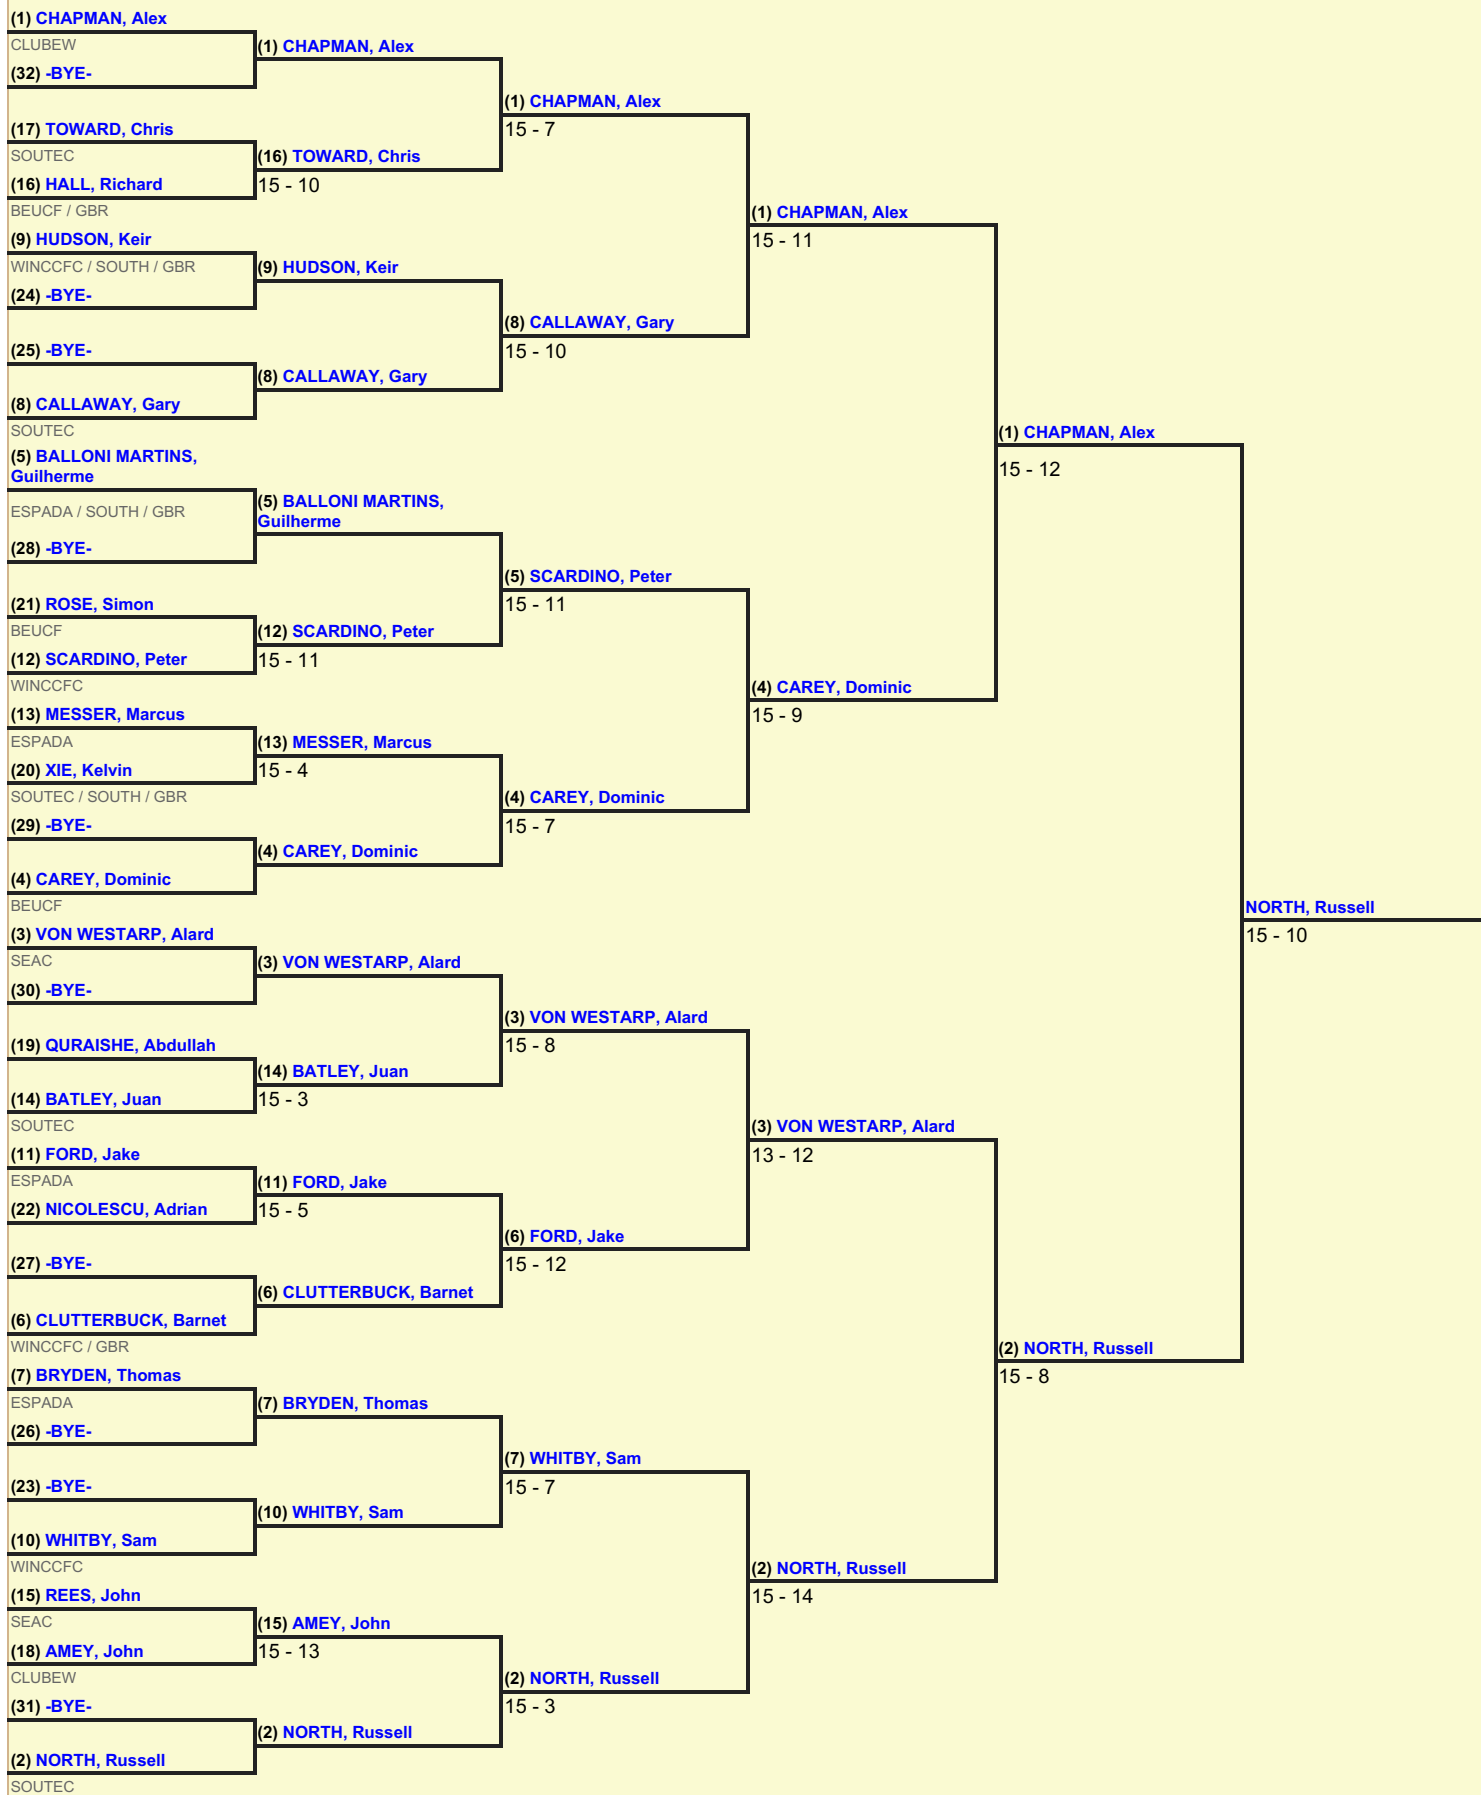 (1) CHAPMAN, Alex
CLUBEW
(32) -BYE-
(17) TOWARD, Chris
SOUTEC
(16) HALL, Richard
BEUCF / GBR
(9) HUDSON, Keir
WINCCFC / SOUTH / GBR
(24) -BYE-
(25) -BYE-
(8) CALLAWAY, Gary
SOUTEC
(5) BALLONI MARTINS,
Guilherme
ESPADA / SOUTH / GBR
(28) -BYE-
(21) ROSE, Simon
BEUCF
(12) SCARDINO, Peter
WINCCFC
(13) MESSER, Marcus
ESPADA
(20) XIE, Kelvin
SOUTEC / SOUTH / GBR
(29) -BYE-
(4) CAREY, Dominic
BEUCF
(3) VON WESTARP, Alard
SEAC
(30) -BYE-
(19) QURAISHE, Abdullah
(14) BATLEY, Juan
SOUTEC
(11) FORD, Jake
ESPADA
(22) NICOLESCU, Adrian
(27) -BYE-
(6) CLUTTERBUCK, Barnet
WINCCFC / GBR
(7) BRYDEN, Thomas
ESPADA
(26) -BYE-
(23) -BYE-
(10) WHITBY, Sam
WINCCFC
(15) REES, John
SEAC
(18) AMEY, John
CLUBEW
(31) -BYE-
(2) NORTH, Russell
SOUTEC
(1) CHAPMAN, Alex
(16) TOWARD, Chris
15 - 10
(9) HUDSON, Keir
(8) CALLAWAY, Gary
(5) BALLONI MARTINS,
Guilherme
(12) SCARDINO, Peter
15 - 11
(13) MESSER, Marcus
15 - 4
(4) CAREY, Dominic
(3) VON WESTARP, Alard
(14) BATLEY, Juan
15 - 3
(11) FORD, Jake
15 - 5
(6) CLUTTERBUCK, Barnet
(7) BRYDEN, Thomas
(10) WHITBY, Sam
(15) AMEY, John
15 - 13
(2) NORTH, Russell
(1) CHAPMAN, Alex
15 - 7
(8) CALLAWAY, Gary
15 - 10
(5) SCARDINO, Peter
15 - 11
(4) CAREY, Dominic
15 - 7
(3) VON WESTARP, Alard
15 - 8
(6) FORD, Jake
15 - 12
(7) WHITBY, Sam
15 - 7
(2) NORTH, Russell
15 - 3
(1) CHAPMAN, Alex
15 - 11
(4) CAREY, Dominic
15 - 9
(3) VON WESTARP, Alard
13 - 12
(2) NORTH, Russell
15 - 14
(1) CHAPMAN, Alex
15 - 12
(2) NORTH, Russell
15 - 8
NORTH, Russell
15 - 10